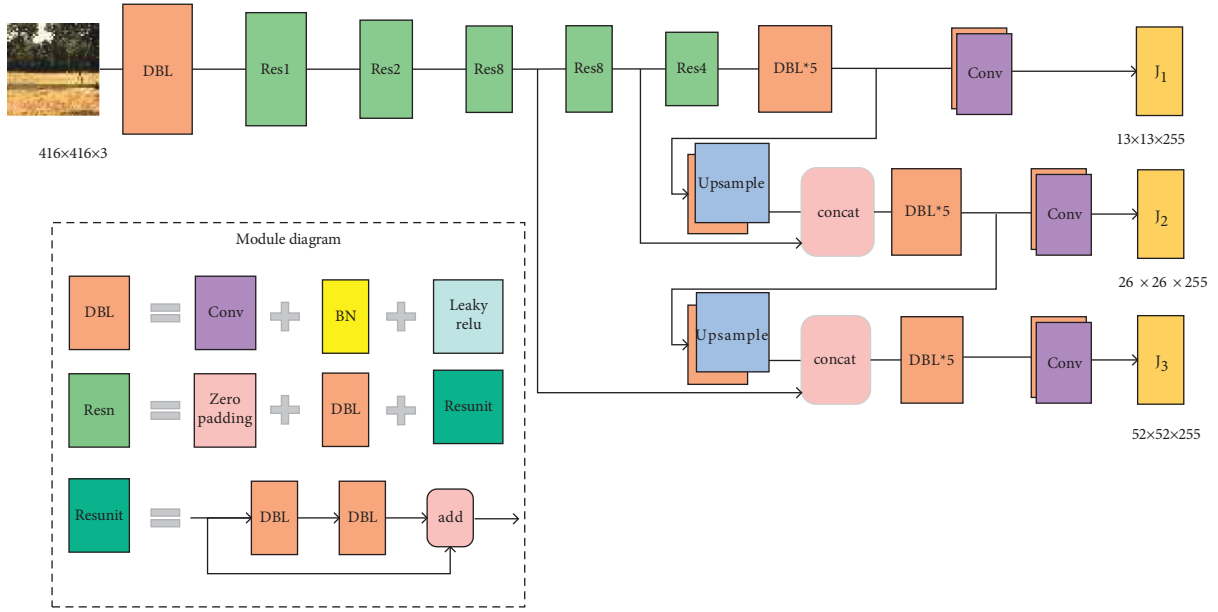 DBL
Res1
Res2
Res8
Res8
Res4
DBL*5
Conv
J1
416×416×3
13×13×255
Upsample
concat
DBL*5
Conv
J2
26 × 26 × 255
Upsample
concat
DBL*5
Conv
J3
52×52×255
Module diagram
DBL
Conv
BN
Leaky
relu
Resn
Zero
padding
DBL
Resunit
Resunit
DBL
DBL
add